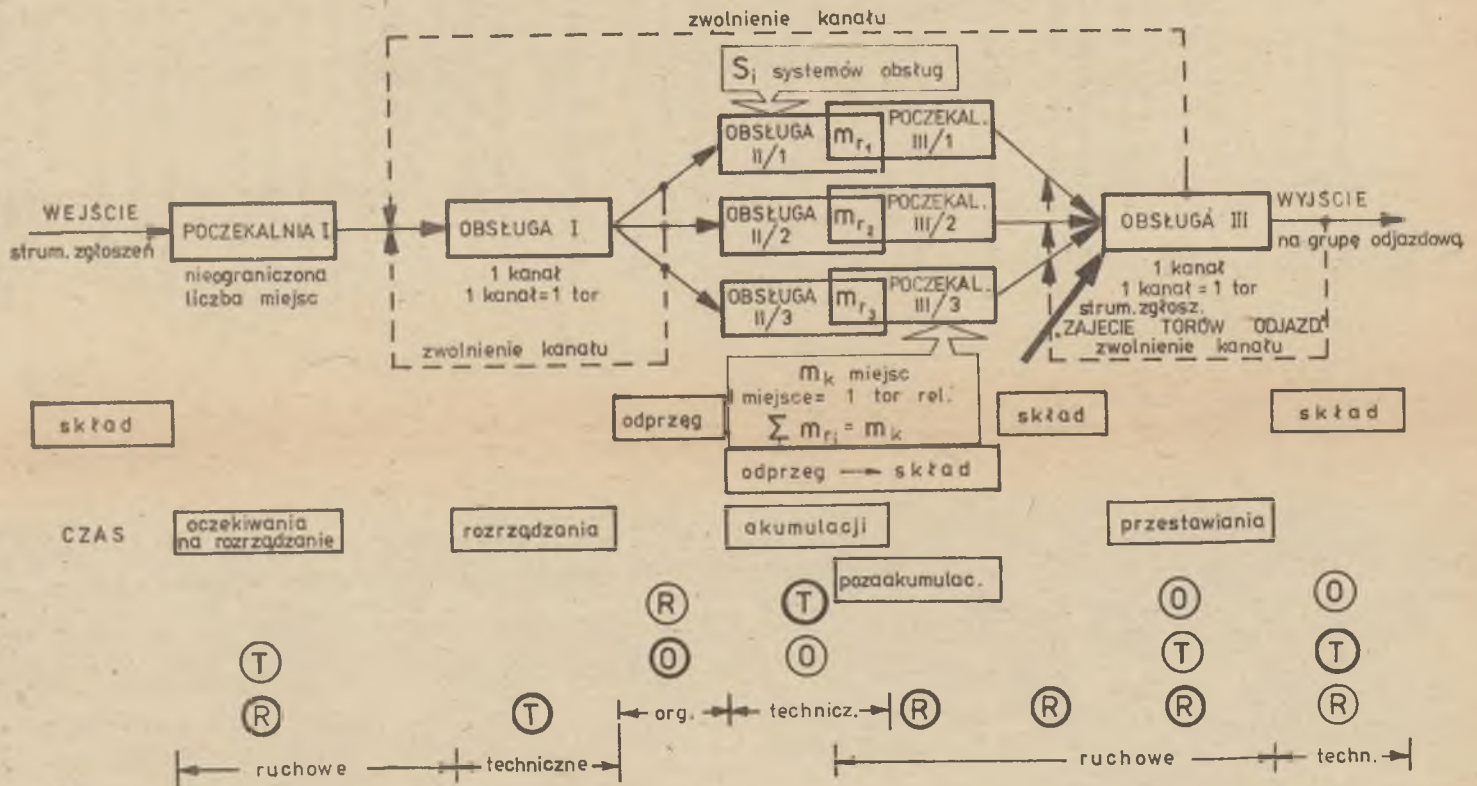 zwolnienie kanału
S_i systemów obsług
WEJŚCIE
strum. zgłoszeń
POCZEKALNIA I
nieograniczona
liczba miejsc
OBSŁUGA I
1 kanał
1 kanał = 1 tor
zwolnienie kanału
OBSŁUGA
II/1
m_r1
POCZEKAL.
III/1
OBSŁUGA
II/2
m_r2
POCZEKAL.
III/2
OBSŁUGA
II/3
m_r3
POCZEKAL.
III/3
OBSŁUGA III
1 kanał
1 kanał = 1 tor
strum. zgłosz.
"ZAJECIE TORÓW ODJAZD."
zwolnienie kanału
WYJŚCIE
na grupę odjazdową
m_k miejsc
miejsce = 1 tor rel.
∑ m_ri = m_k
skład
odprzęg
odprzeg → skład
skład
skład
CZAS
oczekiwania
na rozrządzanie
rozrządzania
akumulacji
pozaakumulac.
przestawiania
R
T
O
O
O
O
T
T
T
R
T
org.
technicz.
R
R
R
R
ruchowe
techniczne
ruchowe
techn.